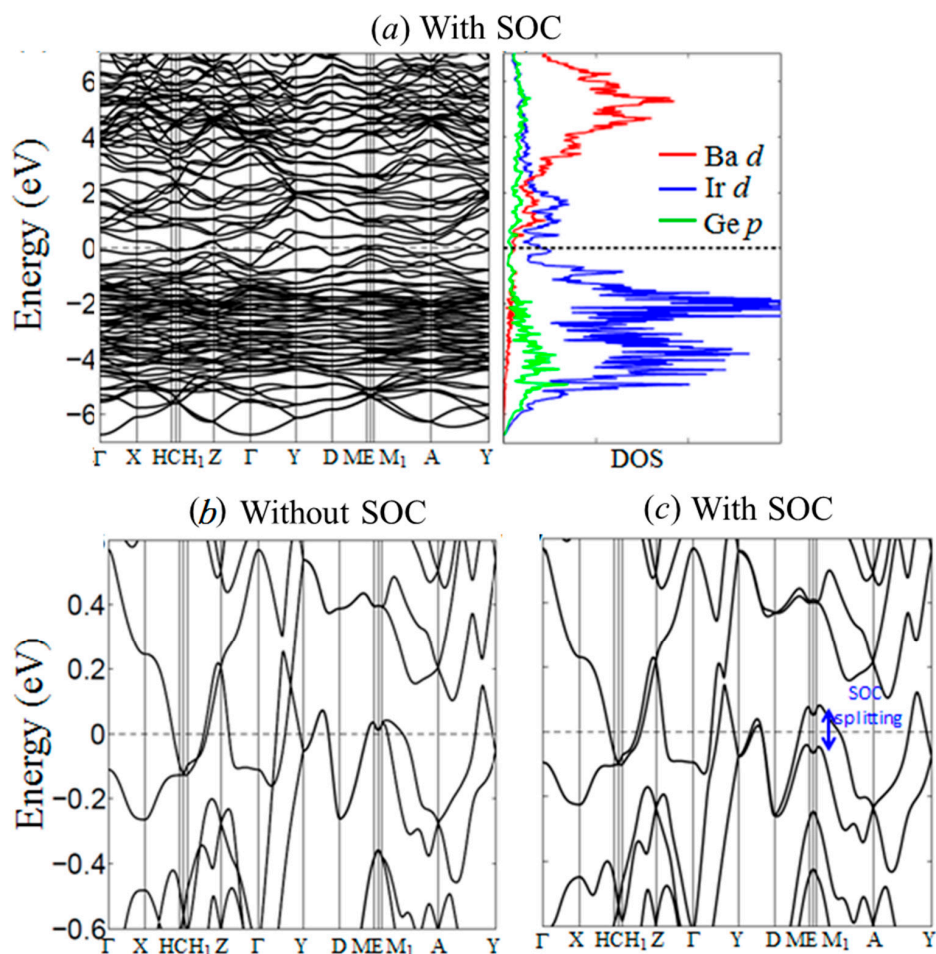 (a) With SOC
Energy (eV)
6
4
2
0
−2
−4
−6
Γ X HCH₁ Z Γ Y D ME M₁ A Y
Ba d
Ir d
Ge p
DOS
(b) Without SOC
Energy (eV)
0.4
0.2
0
−0.2
−0.4
−0.6
Γ X HCH₁ Z Γ Y D ME M₁ A Y
(c) With SOC
SOC
splitting
Γ X HCH₁ Z Γ Y D ME M₁ A Y